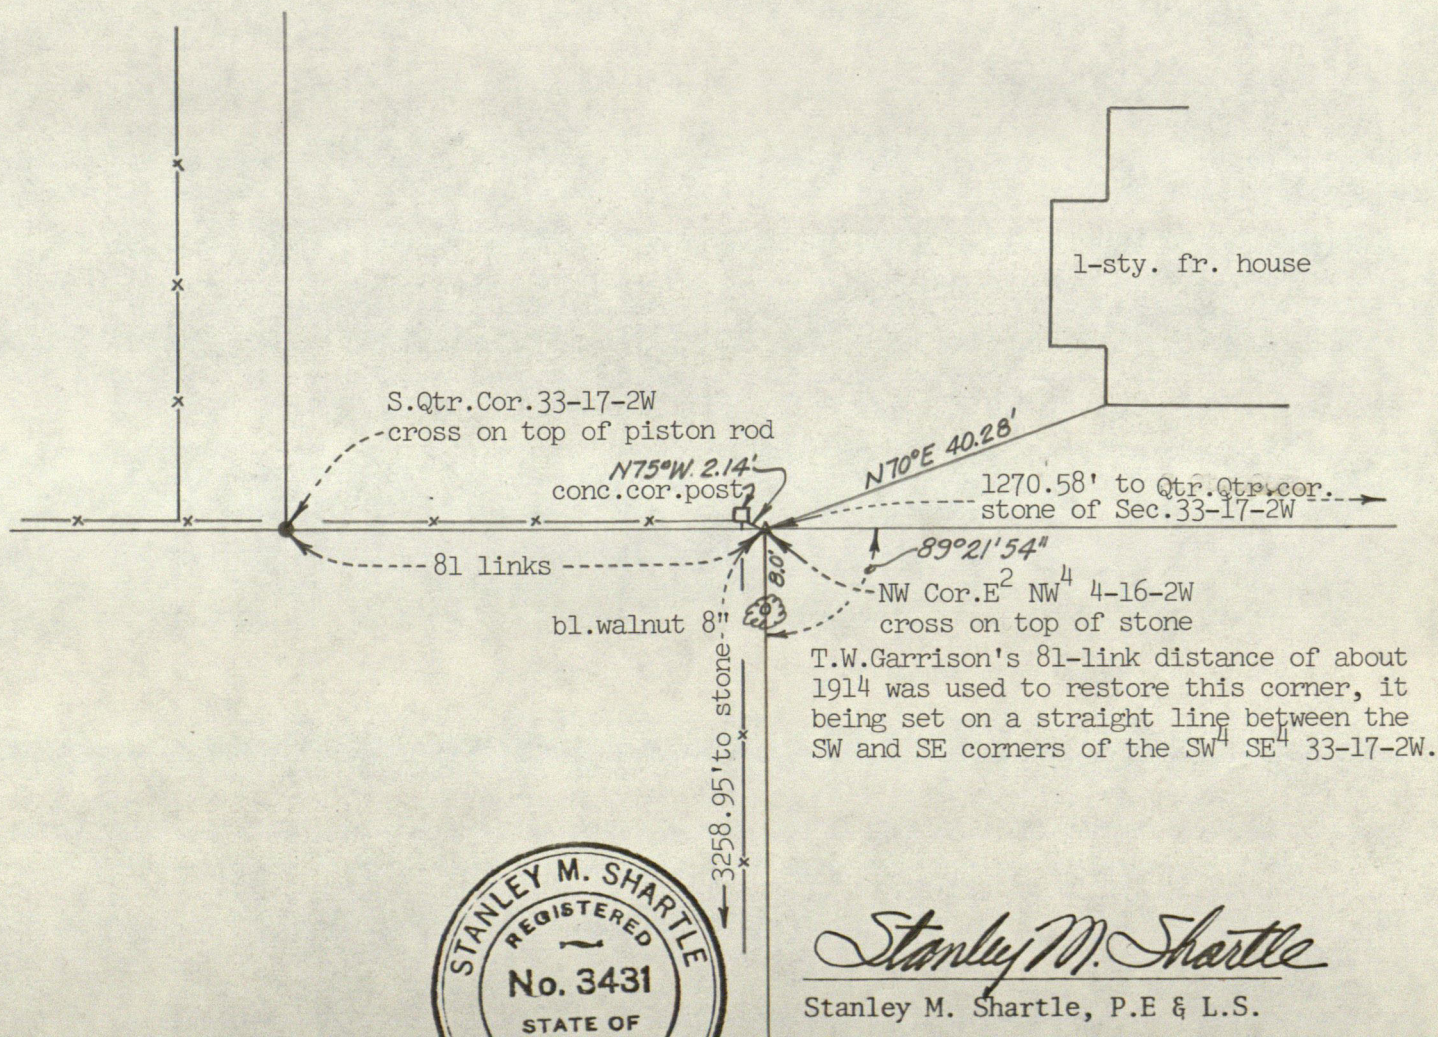 1-sty. fr. house
S.Qtr.Cor.33-17-2W
cross on top of piston rod
N75°W. 2.14'
conc.cor.post
N70°E 40.28'
1270.58' to Qtr.Qtr.cor.
stone of Sec.33-17-2W
81 links
89°21'54"
8.0'
NW Cor.E² NW⁴ 4-16-2W
cross on top of stone
bl.walnut 8"
3258.95' to stone
T.W.Garrison's 81-link distance of about
1914 was used to restore this corner, it
being set on a straight line between the
SW and SE corners of the SW⁴ SE⁴ 33-17-2W.
STANLEY M. SHARTLE
REGISTERED
No. 3431
STATE OF
Stanley M. Shartle
Stanley M. Shartle, P.E & L.S.